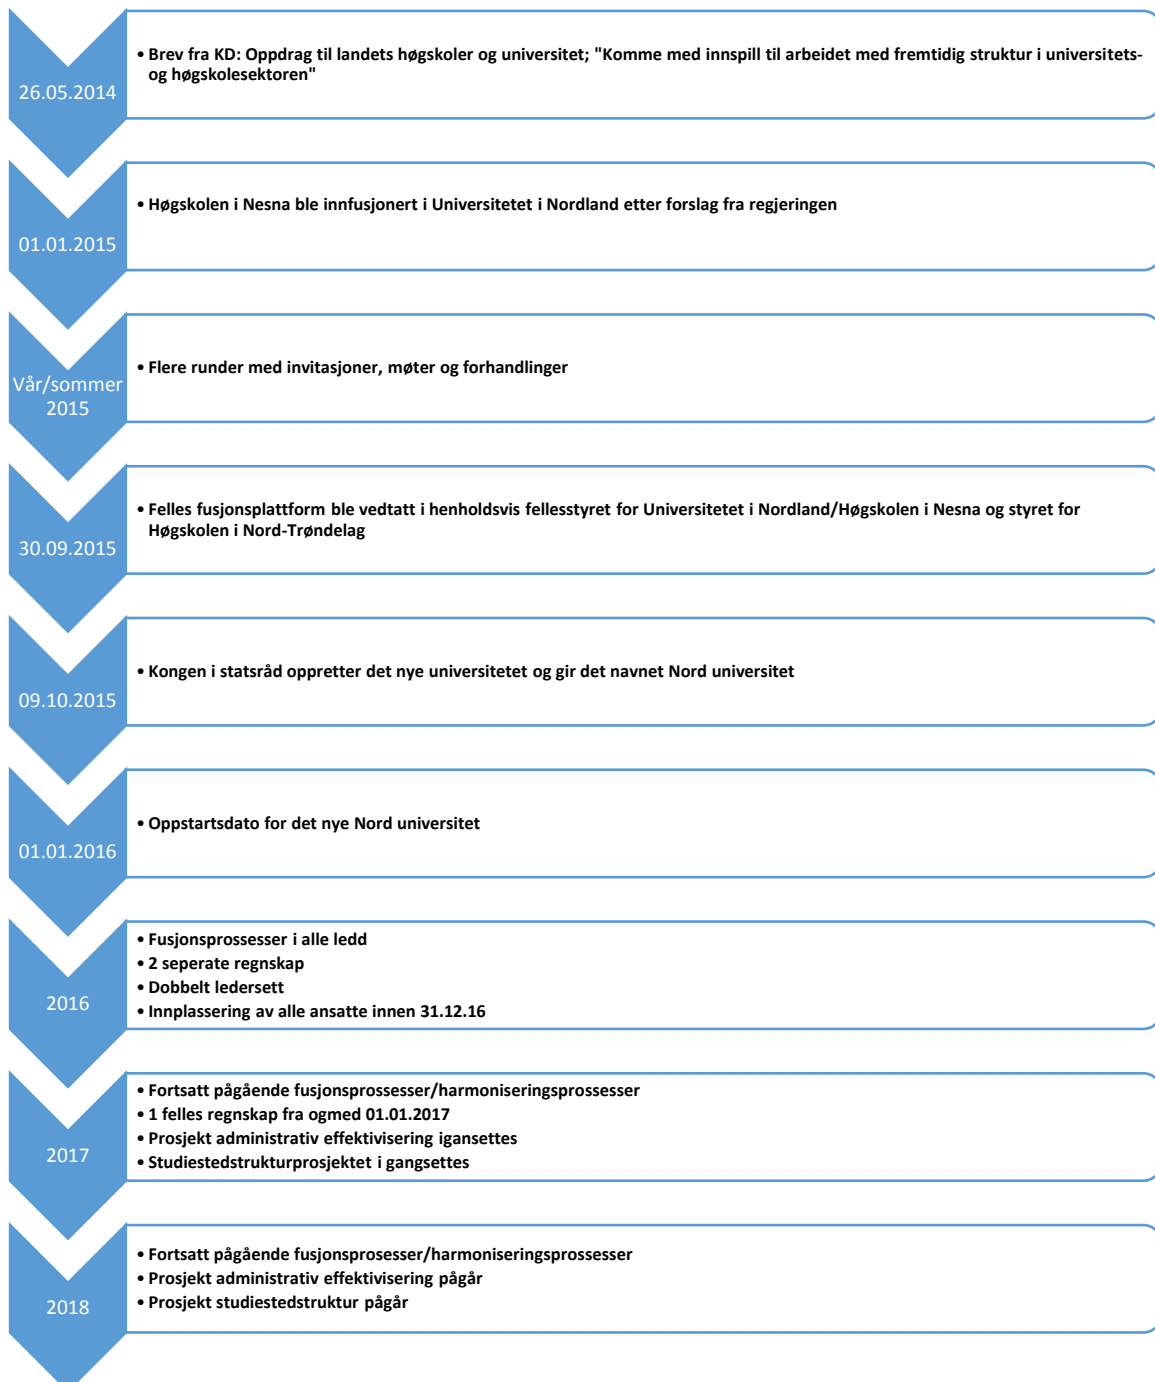 26.05.2014
• Brev fra KD: Oppdrag til landets høgskoler og universitet; "Komme med innspill til arbeidet med fremtidig struktur i universitets-
og høgskolesektoren"
01.01.2015
• Høgskolen i Nesna ble innfusjonert i Universitetet i Nordland etter forslag fra regjeringen
Vår/sommer
2015
• Flere runder med invitasjoner, møter og forhandlinger
30.09.2015
• Felles fusjonsplattform ble vedtatt i henholdsvis fellesstyret for Universitetet i Nordland/Høgskolen i Nesna og styret for
Høgskolen i Nord-Trøndelag
09.10.2015
• Kongen i statsråd oppretter det nye universitetet og gir det navnet Nord universitet
01.01.2016
• Oppstartsdato for det nye Nord universitet
2016
• Fusjonsprossesser i alle ledd
• 2 seperate regnskap
• Dobbelt ledersett
• Innplassering av alle ansatte innen 31.12.16
2017
• Fortsatt pågående fusjonsprossesser/harmoniseringsprossesser
• 1 felles regnskap fra ogmed 01.01.2017
• Prosjekt administrativ effektivisering igansettes
• Studiestedstrukturprosjektet i gangsettes
2018
• Fortsatt pågående fusjonsprosesser/harmoniseringsprossesser
• Prosjekt administrativ effektivisering pågår
• Prosjekt studiestedstruktur pågår